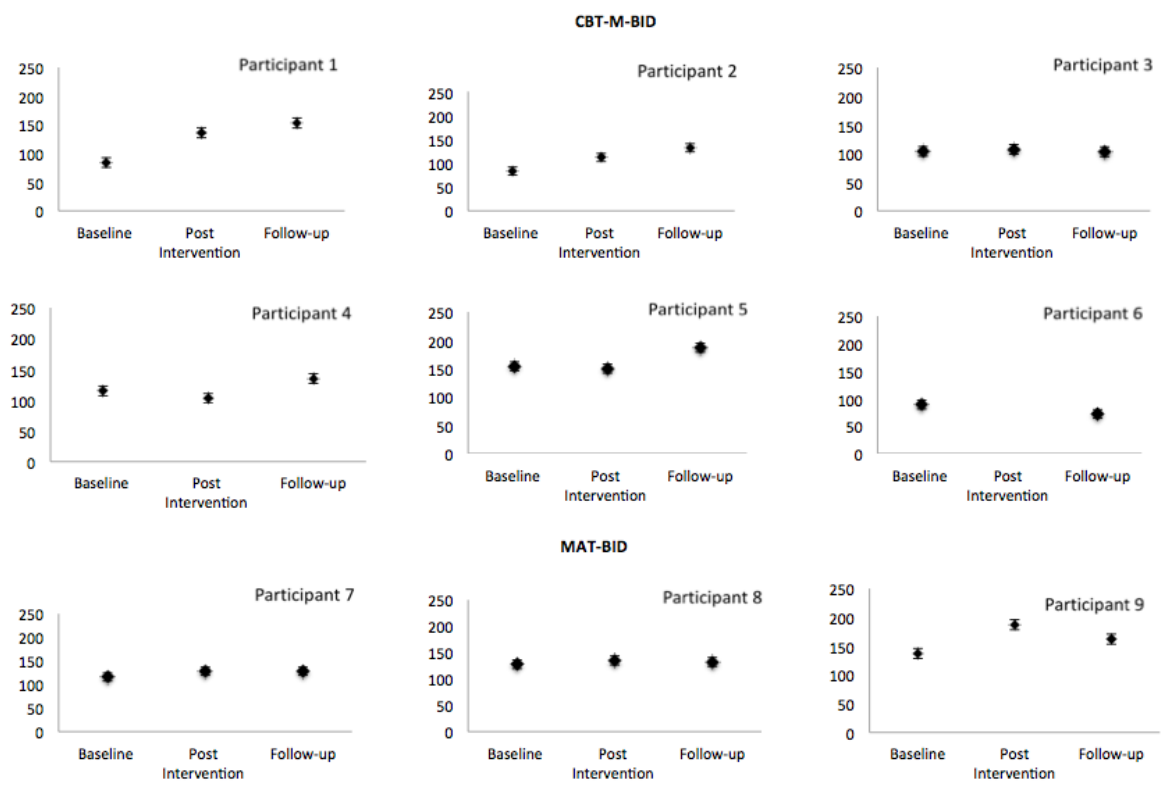 CBT-M-BID
Participant 1
250
200
150
100
50
0
Baseline Post Follow-up
Intervention
Participant 2
250
200
150
100
50
0
Baseline Post Follow-up
Intervention
Participant 3
250
200
150
100
50
0
Baseline Post Follow-up
Intervention
Participant 4
250
200
150
100
50
0
Baseline Post Follow-up
Intervention
Participant 5
250
200
150
100
50
0
Baseline Post Follow-up
Intervention
Participant 6
250
200
150
100
50
0
Baseline Post Follow-up
Intervention
MAT-BID
Participant 7
250
200
150
100
50
0
Baseline Post Follow-up
Intervention
Participant 8
250
200
150
100
50
0
Baseline Post Follow-up
Intervention
Participant 9
250
200
150
100
50
0
Baseline Post Follow-up
Intervention